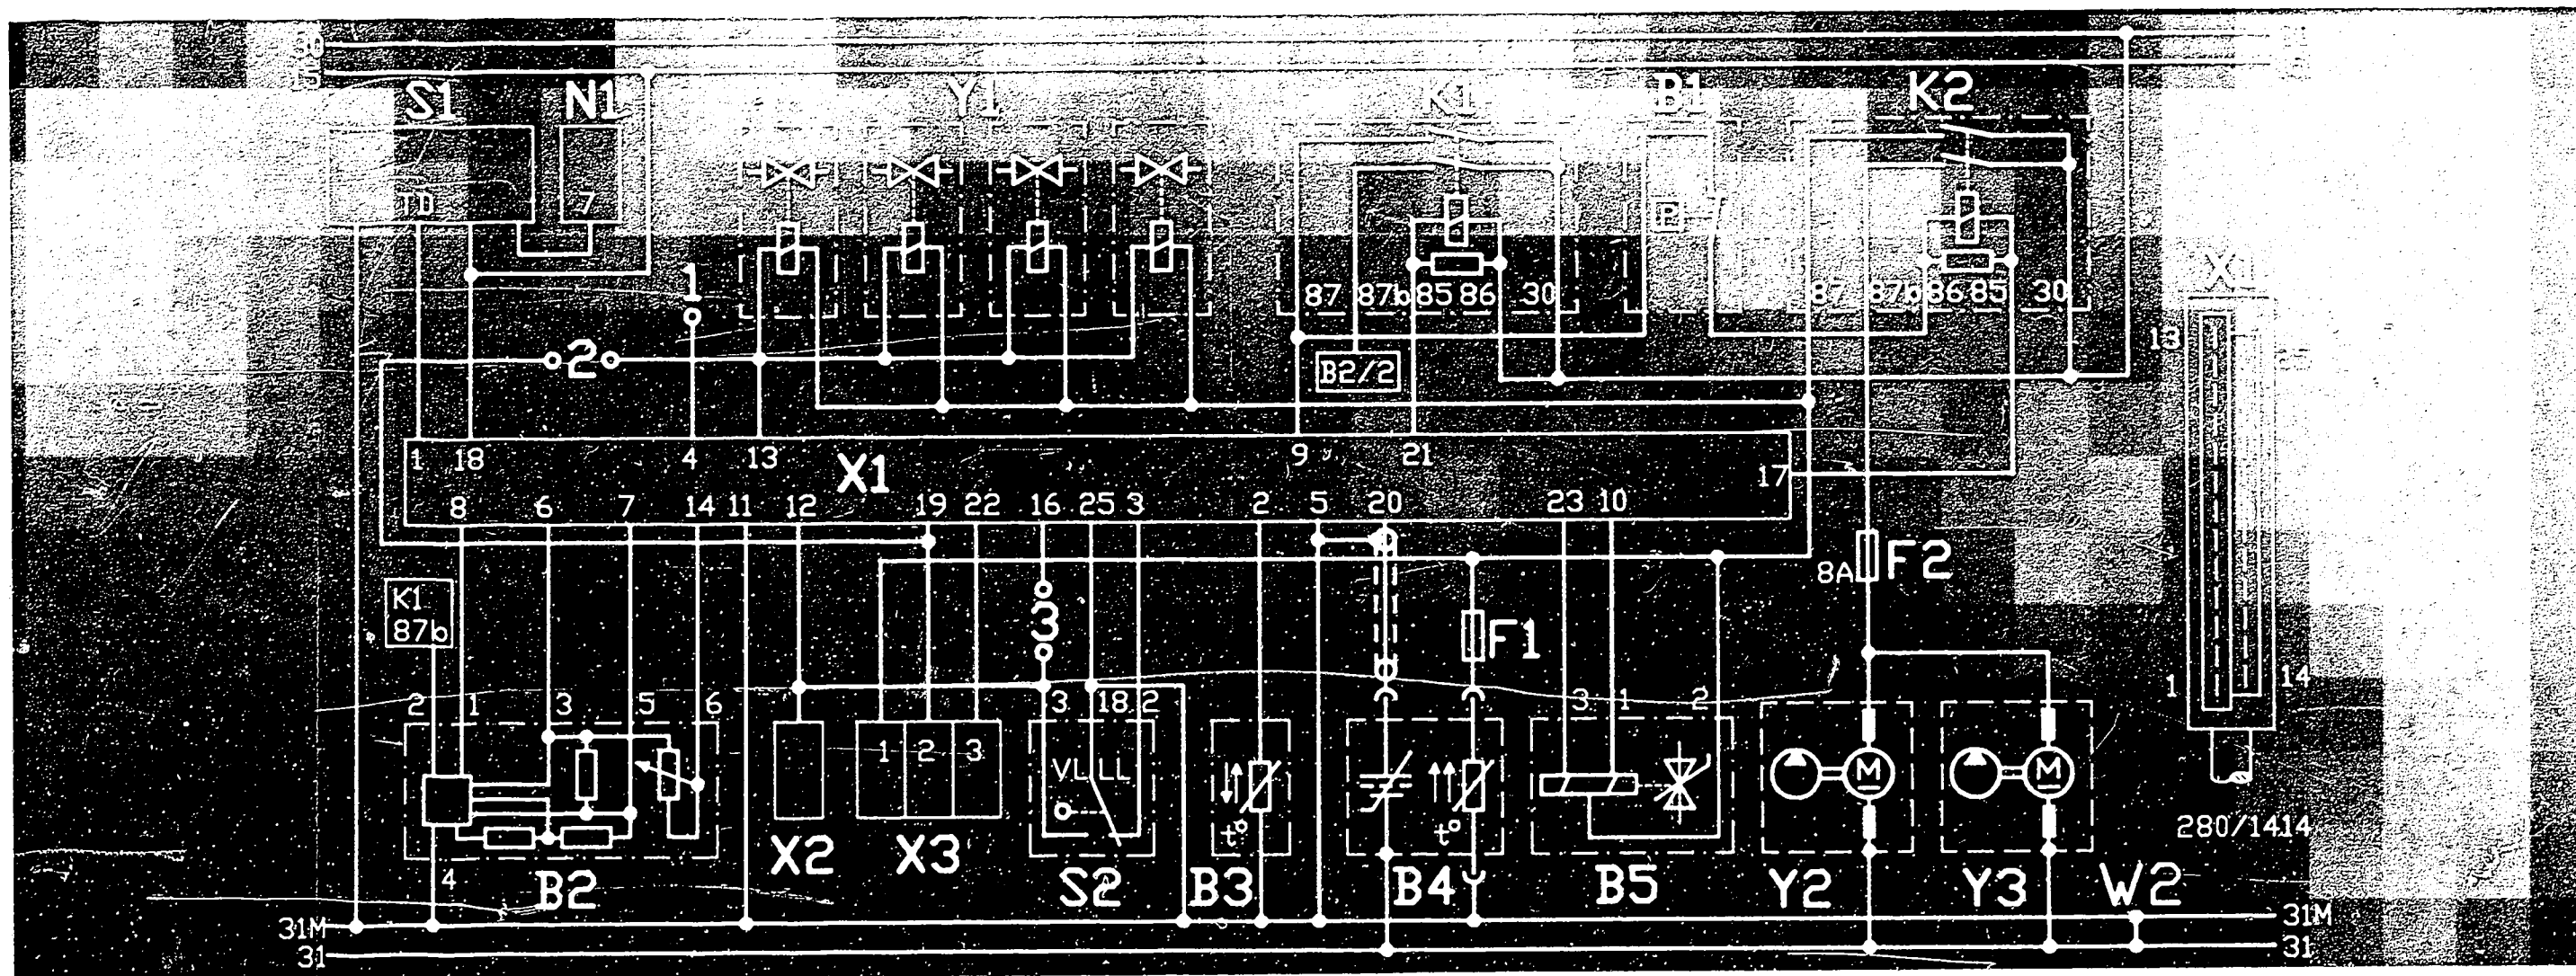 30
15
S1 N1 Y1 K1 B1 K2
TD 7 P
1
87 87b 85 86 30
87 87b 86 85 30
X1
13
2
B2/2
1 18 4 13 X1 9 21 17
8 6 7 14 11 12 19 22 16 25 3 2 5 20 23 10
8A F2
K1
87b
3
F1
2 1 3 5 6
3 18 2
3 1 2
1 14
1 2 3
VL LL
M M
t° t°
280/1414
4
B2 X2 X3 S2 B3 B4 B5 Y2 Y3 W2
31M 31M
31 31